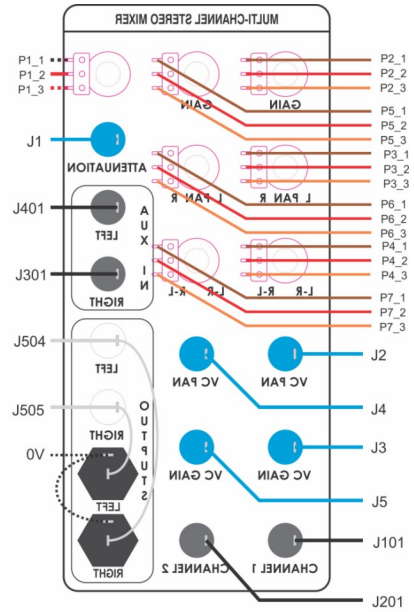 MULTI-CHANNEL STEREO MIXER
P1_1
P1_2
P1_3
P2_1
P2_2
P2_3
GAIN
GAIN
P5_1
P5_2
P5_3
J1
ATTENUATION
P3_1
P3_2
P3_3
L PAN R
L PAN R
J401
LEFT
AUX IN
P6_1
P6_2
P6_3
P4_1
P4_2
P4_3
J301
RIGHT
L-R-L
L-R-L
P7_1
P7_2
P7_3
J504
LEFT
J2
VC PAN
VC PAN
J4
J505
RIGHT
OUTPUTS
J3
0V
LEFT
VC GAIN
VC GAIN
J5
J101
RIGHT
CHANNEL 2
CHANNEL 1
J201